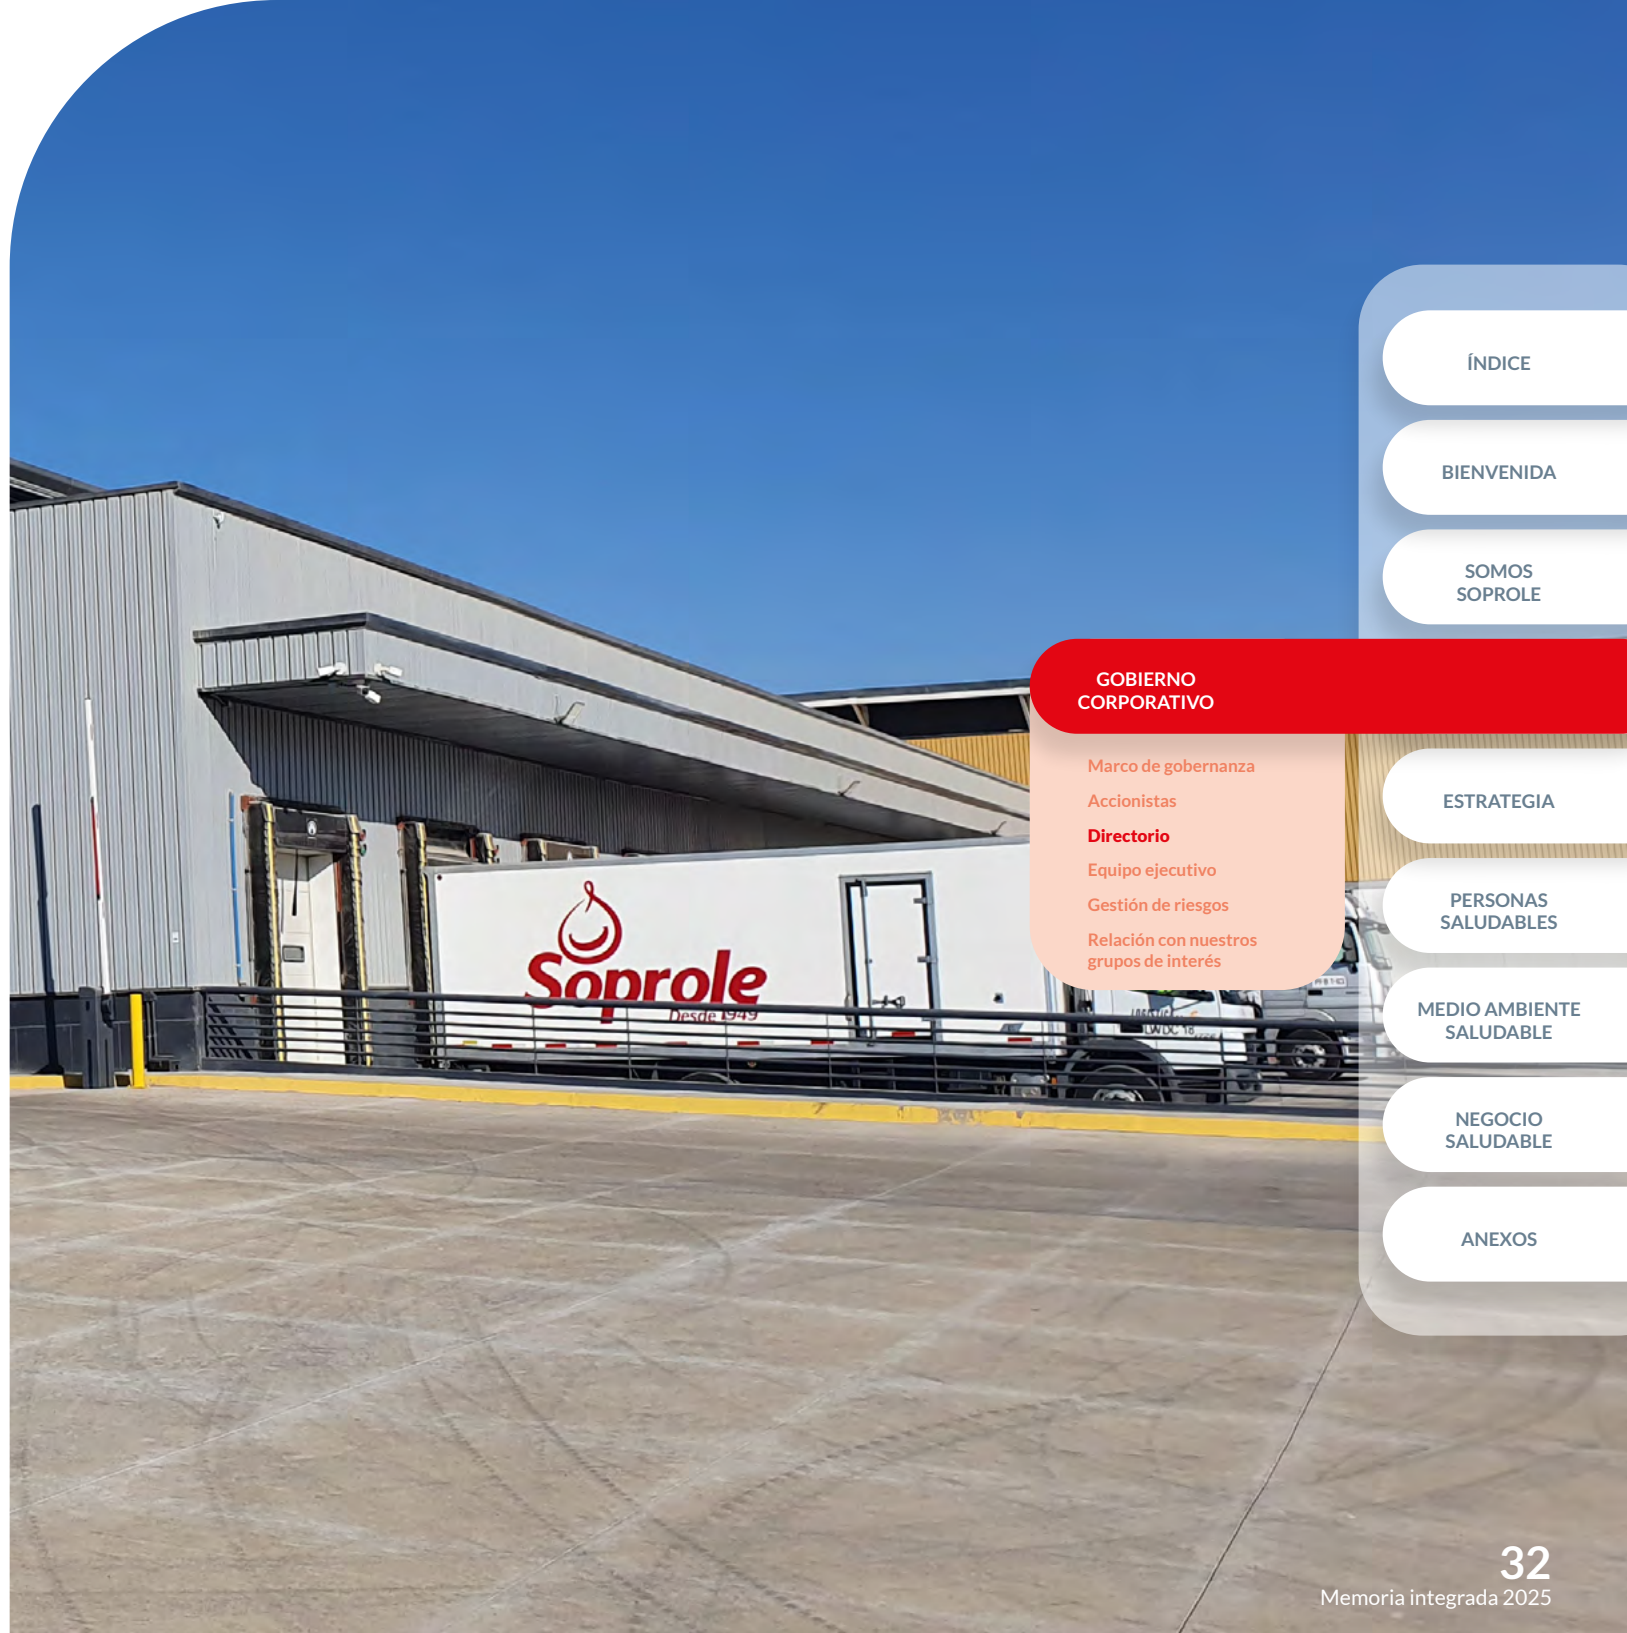 ÍNDICE
BIENVENIDA
SOMOS
SOPROLE
GOBIERNO
CORPORATIVO
Marco de gobernanza
Accionistas
Directorio
Equipo ejecutivo
Gestión de riesgos
Relación con nuestros
grupos de interés
ESTRATEGIA
PERSONAS
SALUDABLES
MEDIO AMBIENTE
SALUDABLE
NEGOCIO
SALUDABLE
ANEXOS
Soprole
Desde 1949
32
Memoria integrada 2025